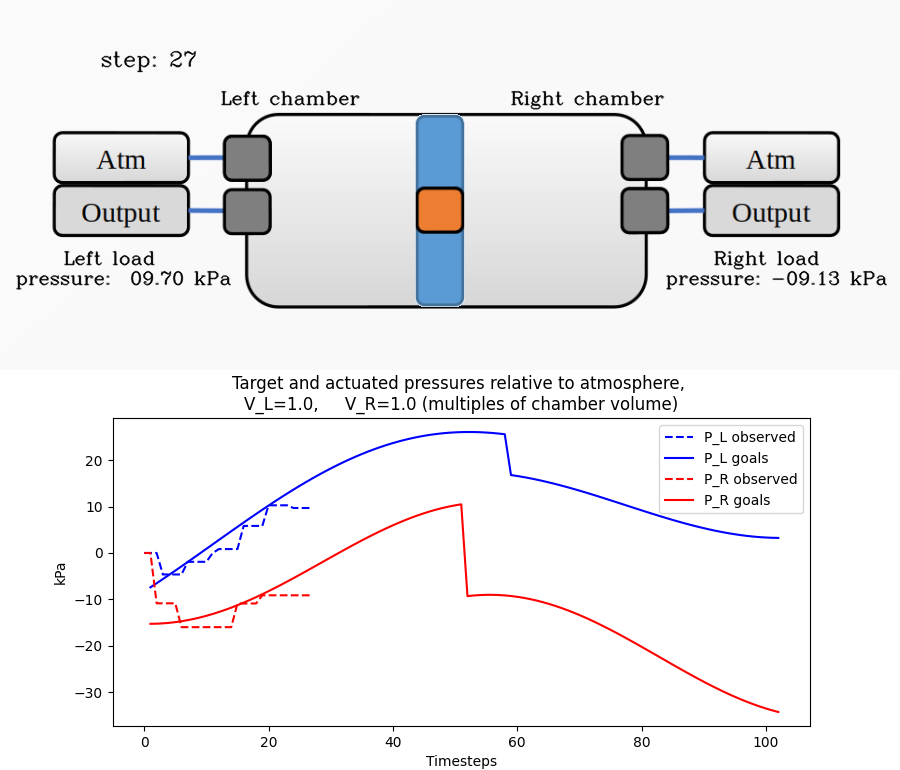 step: 27
Left chamber
Right chamber
Atm
Atm
Output
Output
Left load
pressure: 09.70 kPa
Right load
pressure: −09.13 kPa
Target and actuated pressures relative to atmosphere,
V_L=1.0, V_R=1.0 (multiples of chamber volume)
P_L observed
P_L goals
P_R observed
P_R goals
kPa
20
10
0
−10
−20
−30
0
20
40
60
80
100
Timesteps